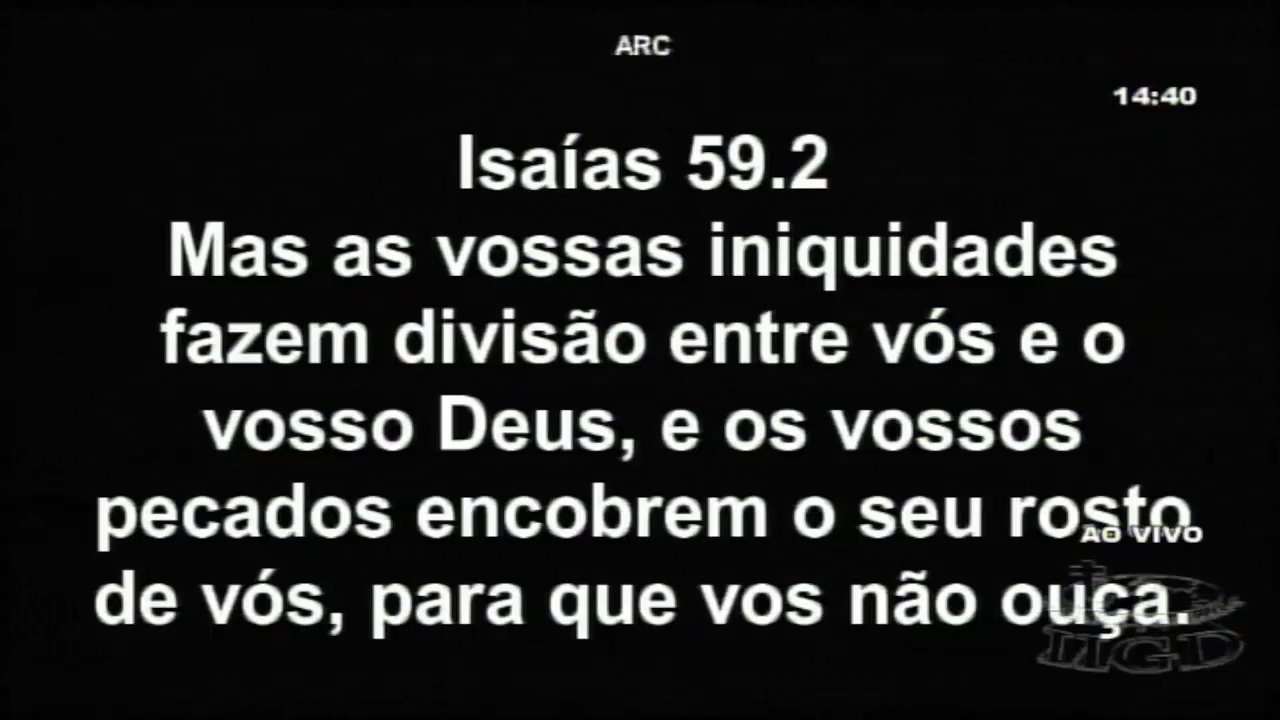 ARC
14:40
Isaías 59.2
Mas as vossas iniquidades
fazem divisão entre vós e o
vosso Deus, e os vossos
pecados encobrem o seu rosto
AO VIVO
de vós, para que vos não ouça.
IIGD